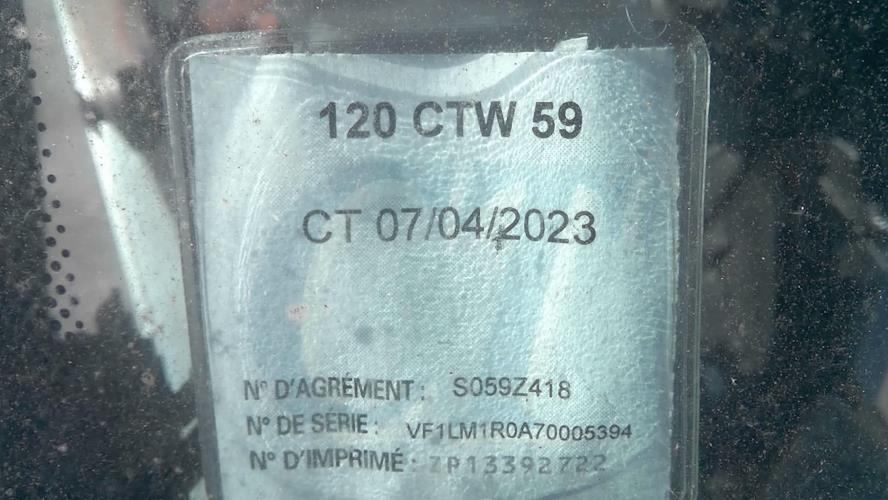 120 CTW 59
CT 07/04/2023
N° D'AGRÉMENT : S059Z418
N° DE SÉRIE : VF1LM1R0A70005394
N° D'IMPRIMÉ : ZP13392722